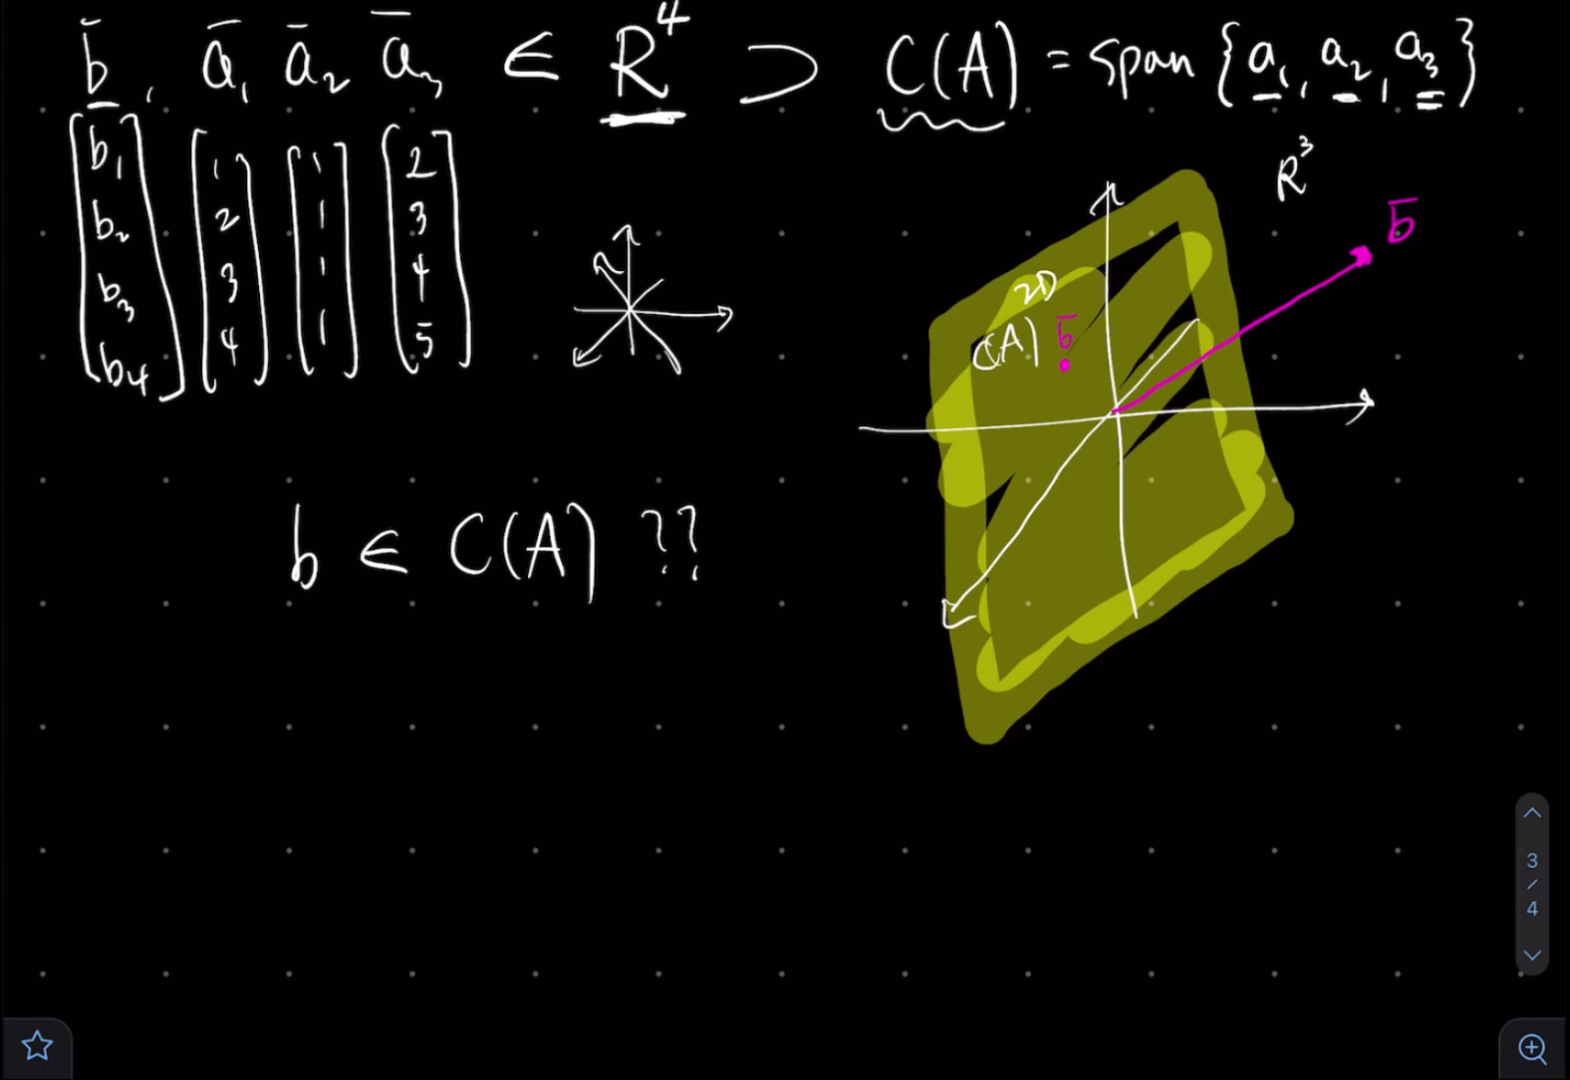 b̄, ā₁ ā₂ ā₃ ∈ R⁴ ⊃ C(A) = span {a₁, a₂, a₃}
[b₁ b₂ b₃ b₄] [1 2 3 4] [1 1 1 1] [2 3 4 5]
R³
b̄
2D
C(A) b̄
b ∈ C(A) ??
3
/
4